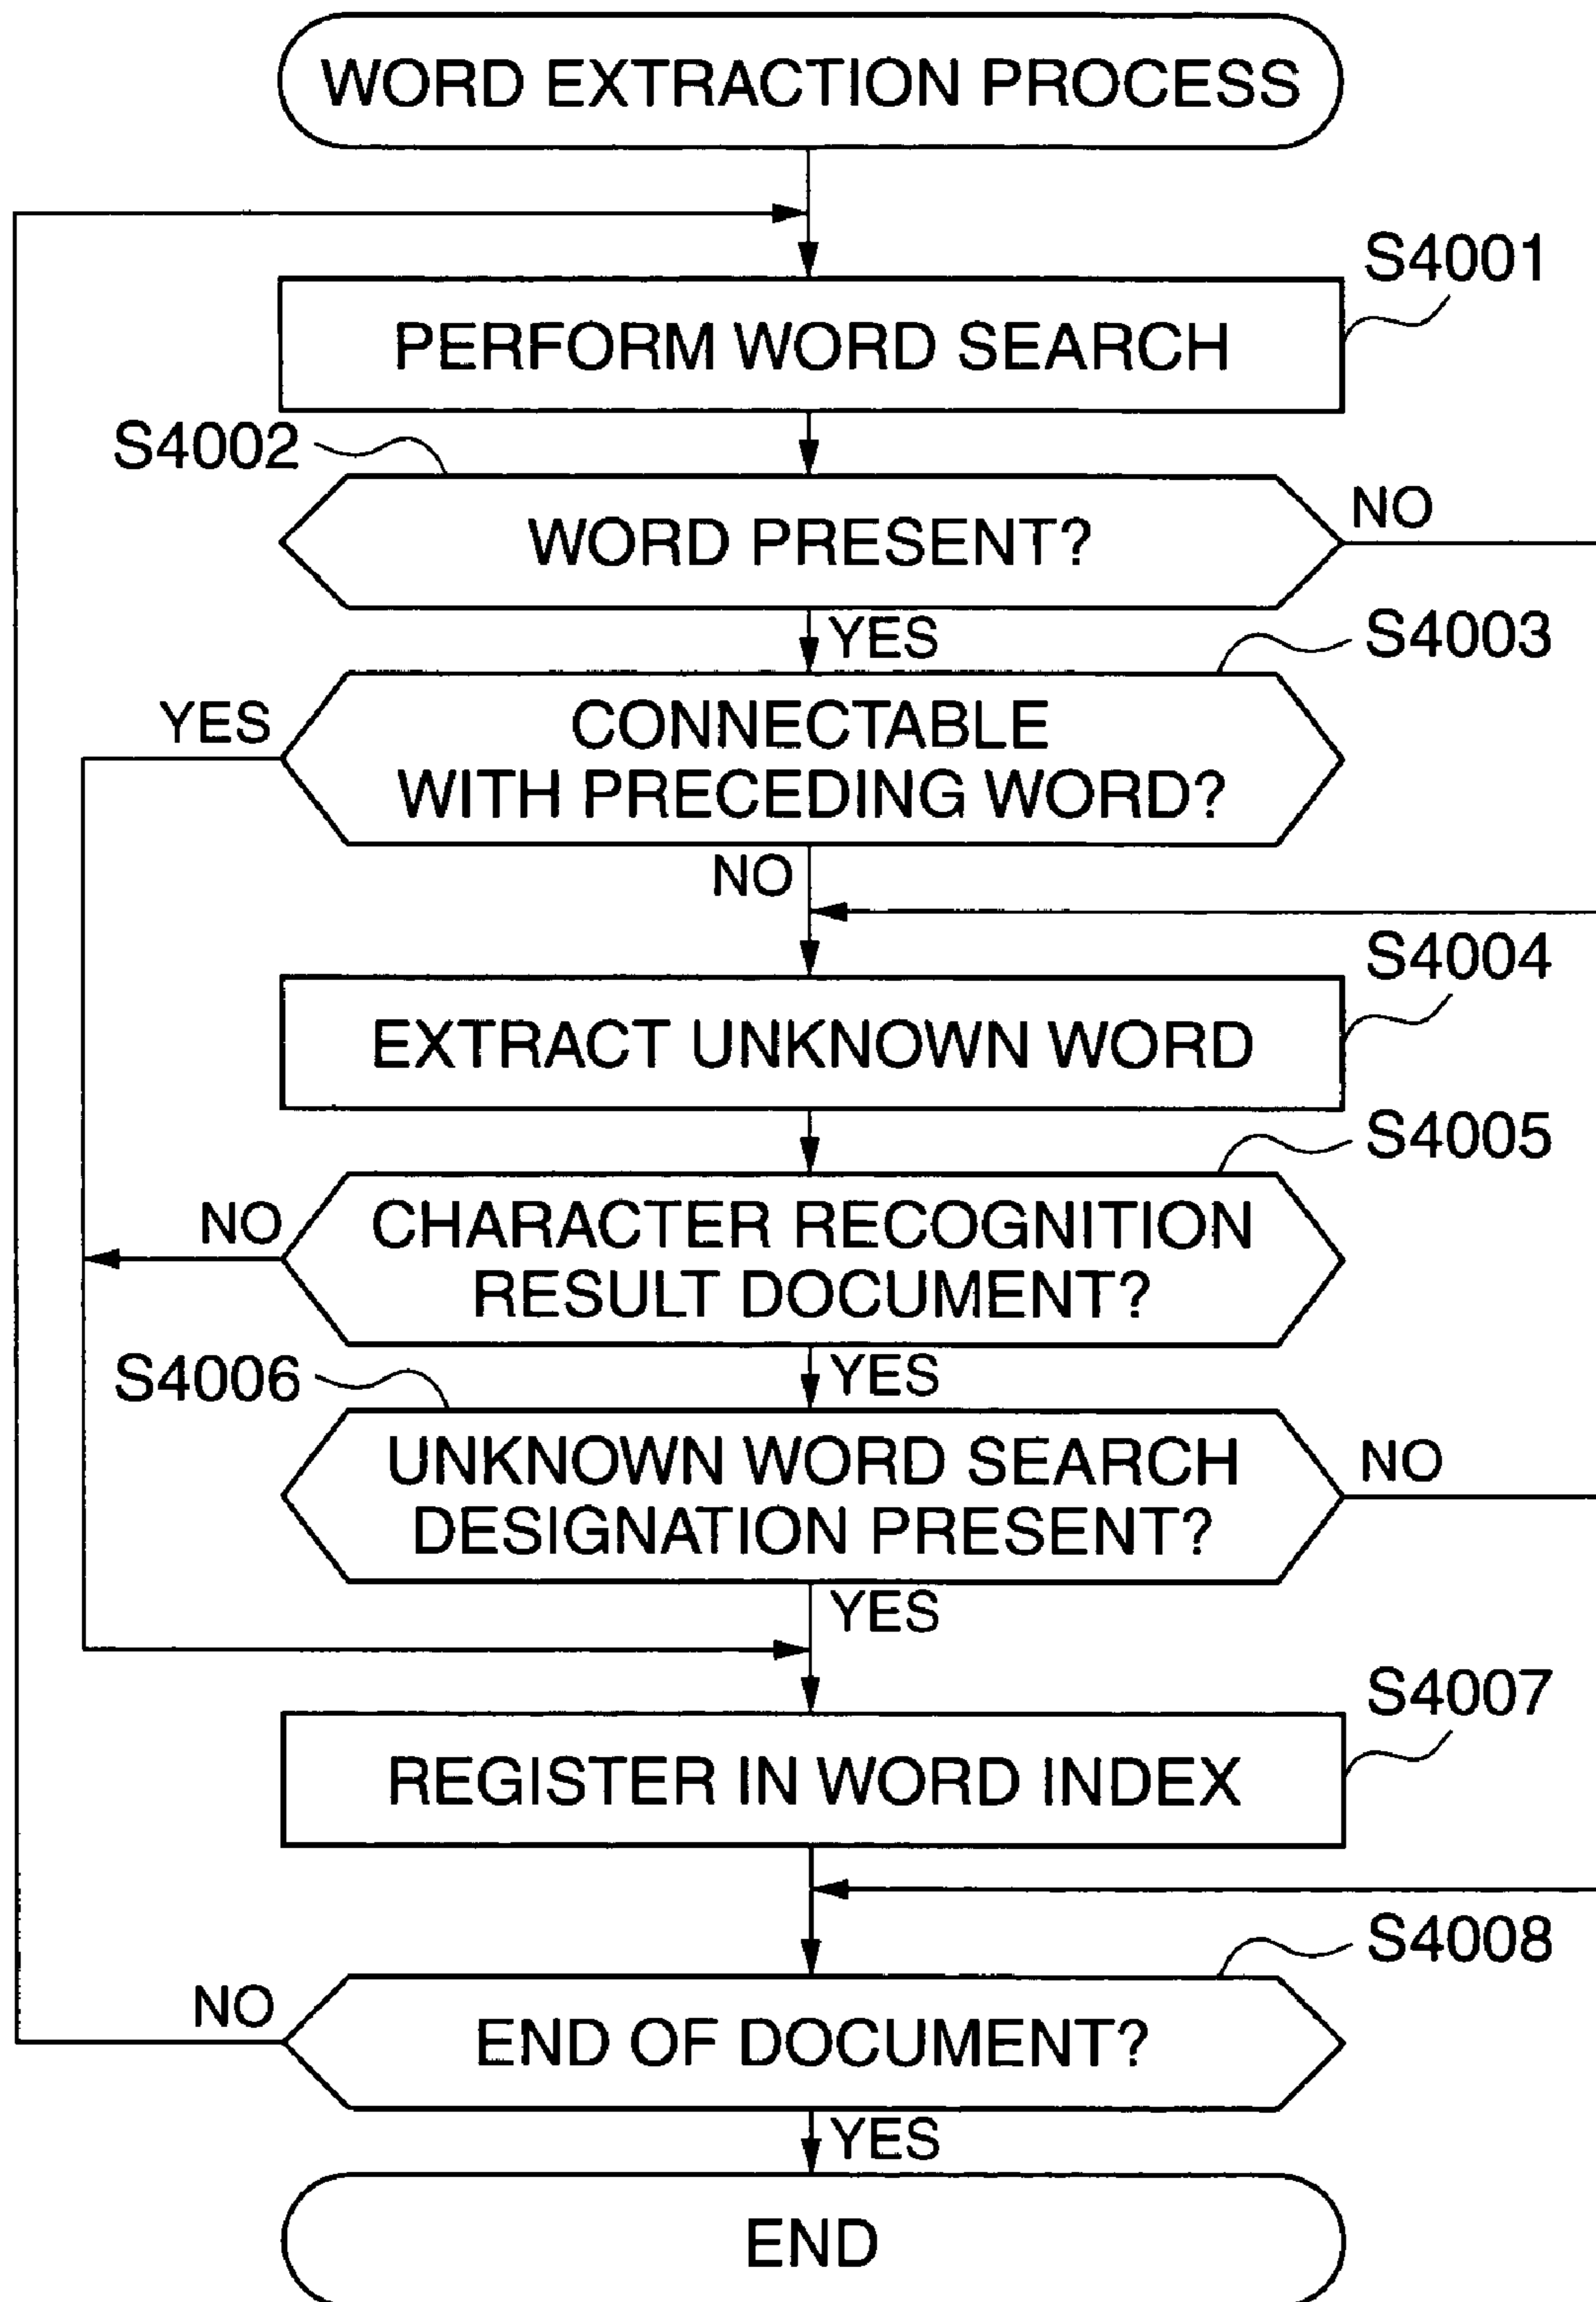 WORD EXTRACTION PROCESS
S4001
PERFORM WORD SEARCH
S4002
WORD PRESENT?
NO
YES
S4003
YES
CONNECTABLE
WITH PRECEDING WORD?
NO
S4004
EXTRACT UNKNOWN WORD
S4005
NO
CHARACTER RECOGNITION
RESULT DOCUMENT?
YES
S4006
UNKNOWN WORD SEARCH
DESIGNATION PRESENT?
NO
YES
S4007
REGISTER IN WORD INDEX
S4008
NO
END OF DOCUMENT?
YES
END